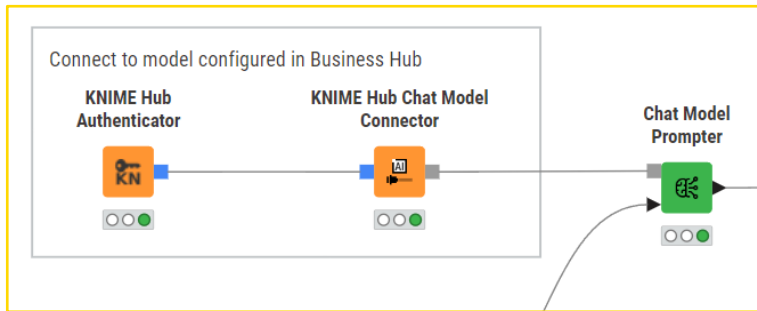 Connect to model configured in Business Hub
KNIME Hub
Authenticator
KNIME Hub Chat Model
Connector
Chat Model
Prompter
KN
AI